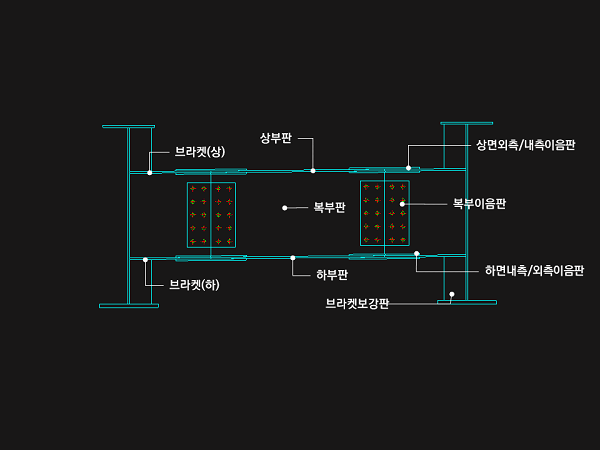 상부판
상면외측/내측이음판
브라켓(상)
복부판
복부이음판
하부판
하면내측/외측이음판
브라켓(하)
브라켓보강판